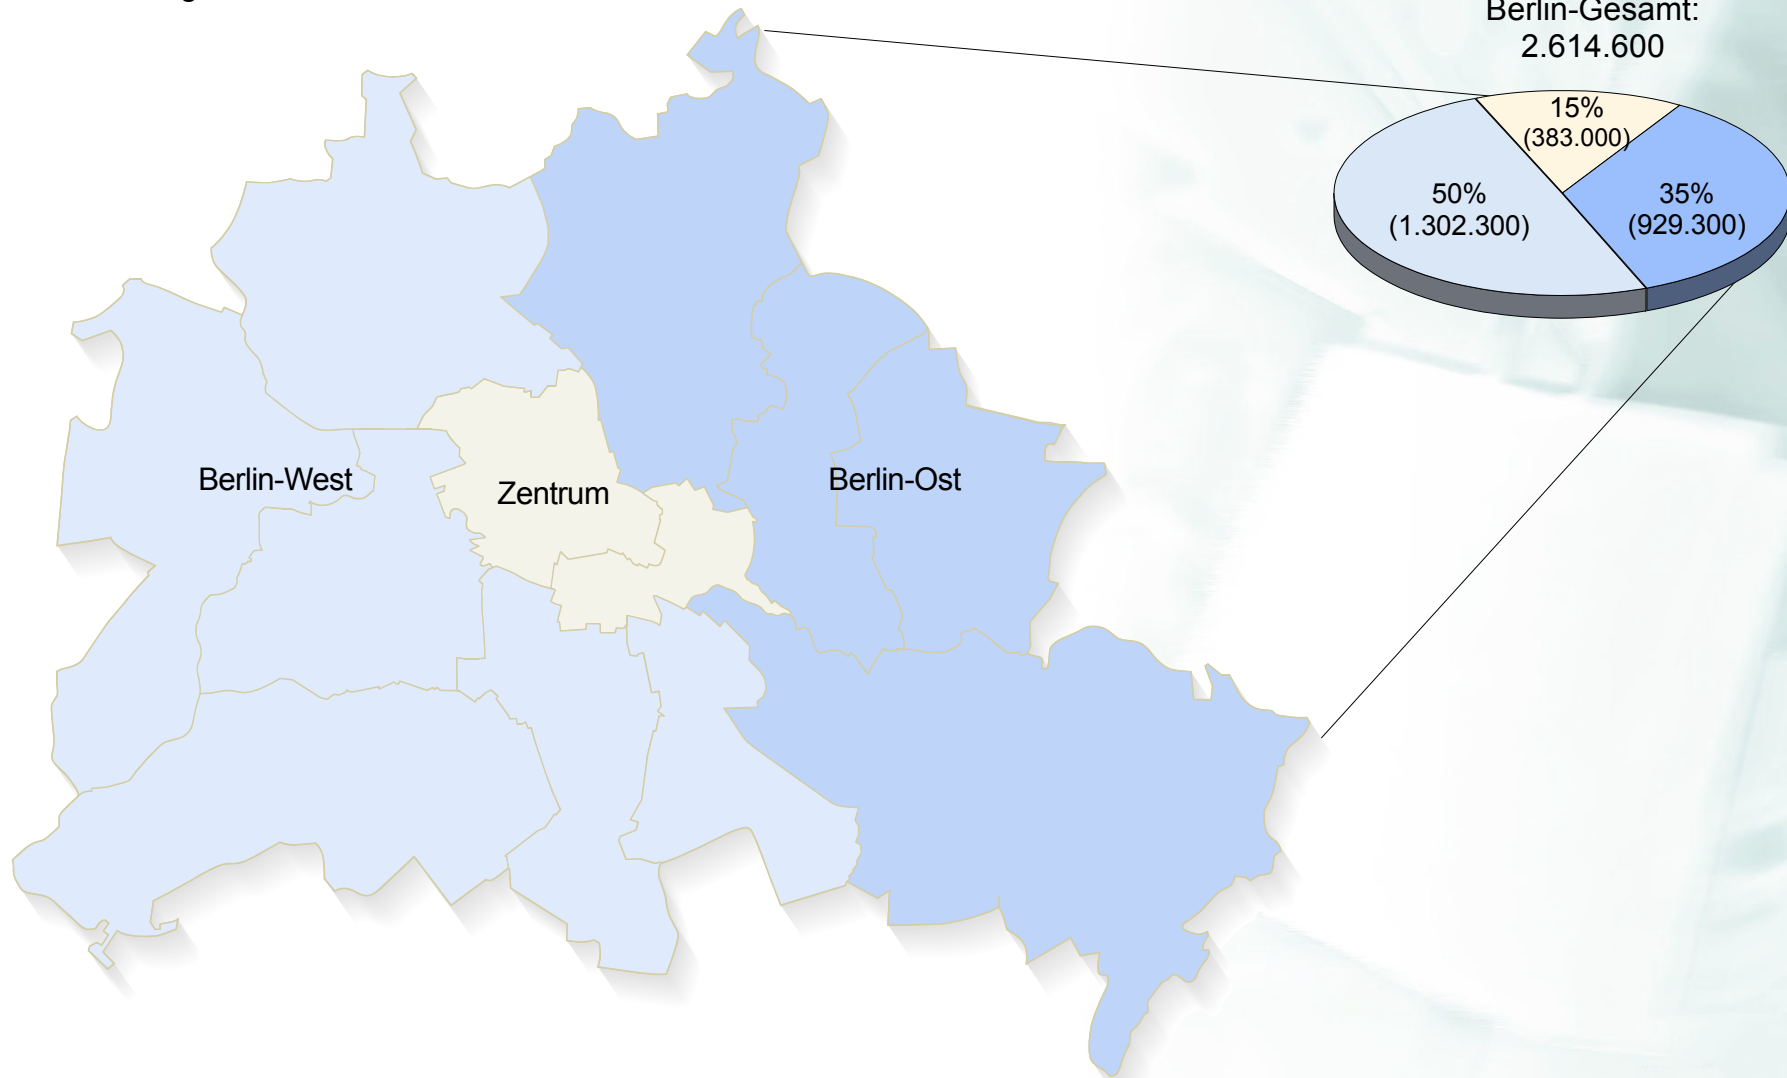 Berlin-Gesamt:
2.614.600
15%
(383.000)
50%
(1.302.300)
35%
(929.300)
Berlin-West
Zentrum
Berlin-Ost